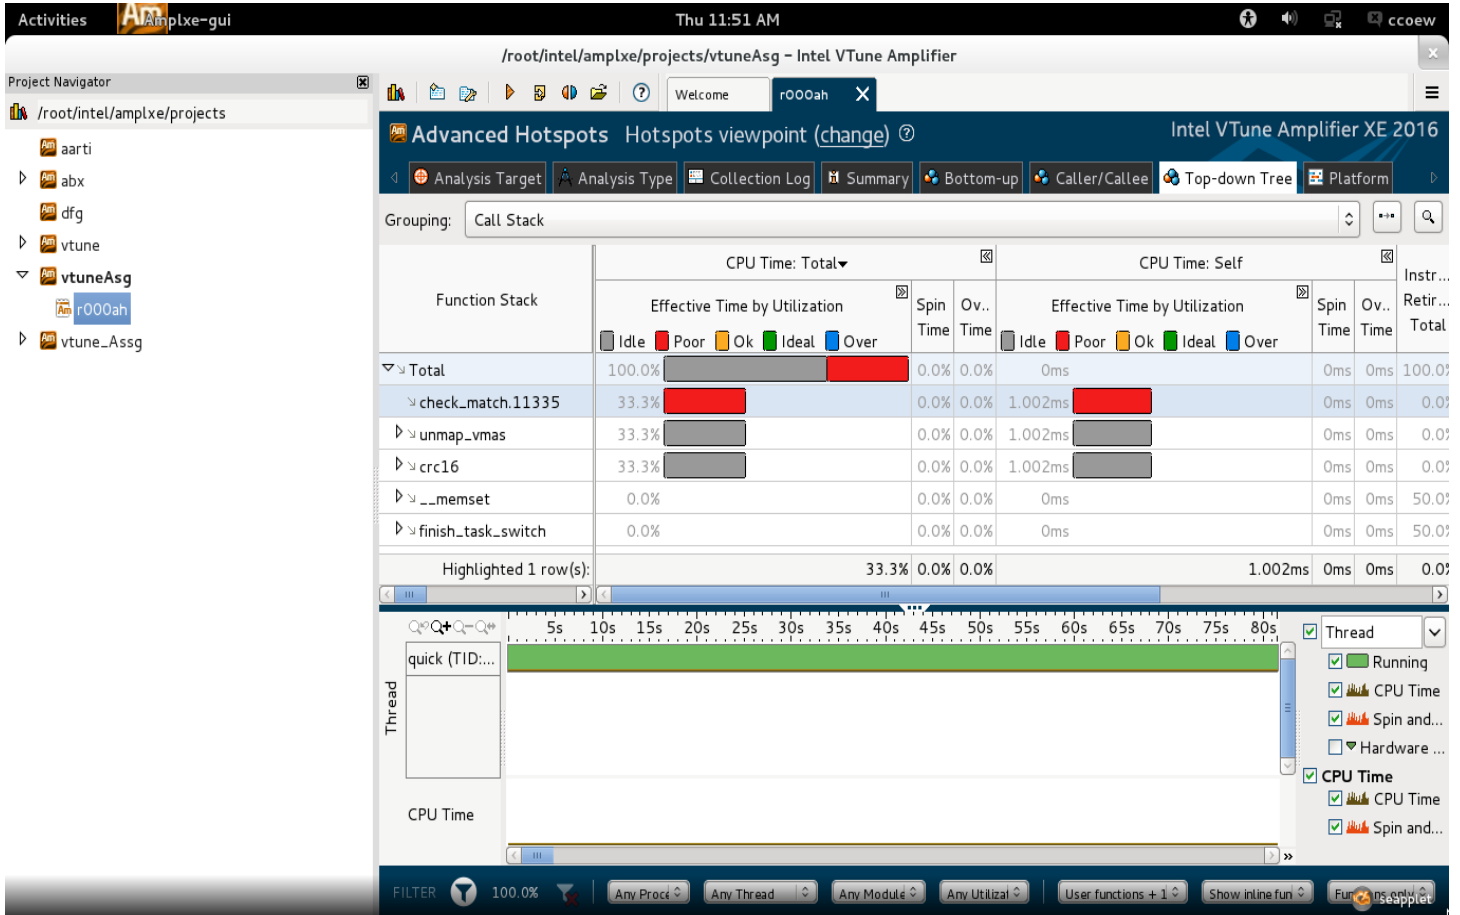 Activities Amplxe-gui Thu 11:51 AM ccoew
/root/intel/amplxe/projects/vtuneAsg - Intel VTune Amplifier
Project Navigator
/root/intel/amplxe/projects
aarti
abx
dfg
vtune
vtuneAsg
r000ah
vtune_Assg
Welcome r000ah
Advanced Hotspots Hotspots viewpoint (change) Intel VTune Amplifier XE 2016
Analysis Target Analysis Type Collection Log Summary Bottom-up Caller/Callee Top-down Tree Platform
Grouping: Call Stack
Function Stack
CPU Time: Total CPU Time: Self Instr...
Effective Time by Utilization Spin Ov.. Effective Time by Utilization Spin Ov.. Retir...
Time Time Time Time Total
Idle Poor Ok Ideal Over Idle Poor Ok Ideal Over
Total 100.0% 0.0% 0.0% 0ms 0ms 0ms 100.0%
check_match.11335 33.3% 0.0% 0.0% 1.002ms 0ms 0ms 0.0%
unmap_vmas 33.3% 0.0% 0.0% 1.002ms 0ms 0ms 0.0%
crc16 33.3% 0.0% 0.0% 1.002ms 0ms 0ms 0.0%
__memset 0.0% 0.0% 0.0% 0ms 0ms 0ms 50.0%
finish_task_switch 0.0% 0.0% 0.0% 0ms 0ms 0ms 50.0%
Highlighted 1 row(s): 33.3% 0.0% 0.0% 1.002ms 0ms 0ms 0.0%
5s 10s 15s 20s 25s 30s 35s 40s 45s 50s 55s 60s 65s 70s 75s 80s
Thread
quick (TID:...
CPU Time
Thread
Running
CPU Time
Spin and...
Hardware ...
CPU Time
CPU Time
Spin and...
FILTER 100.0% Any Proce Any Thread Any Module Any Utilizat User functions + 1 Show inline fun
seapplet